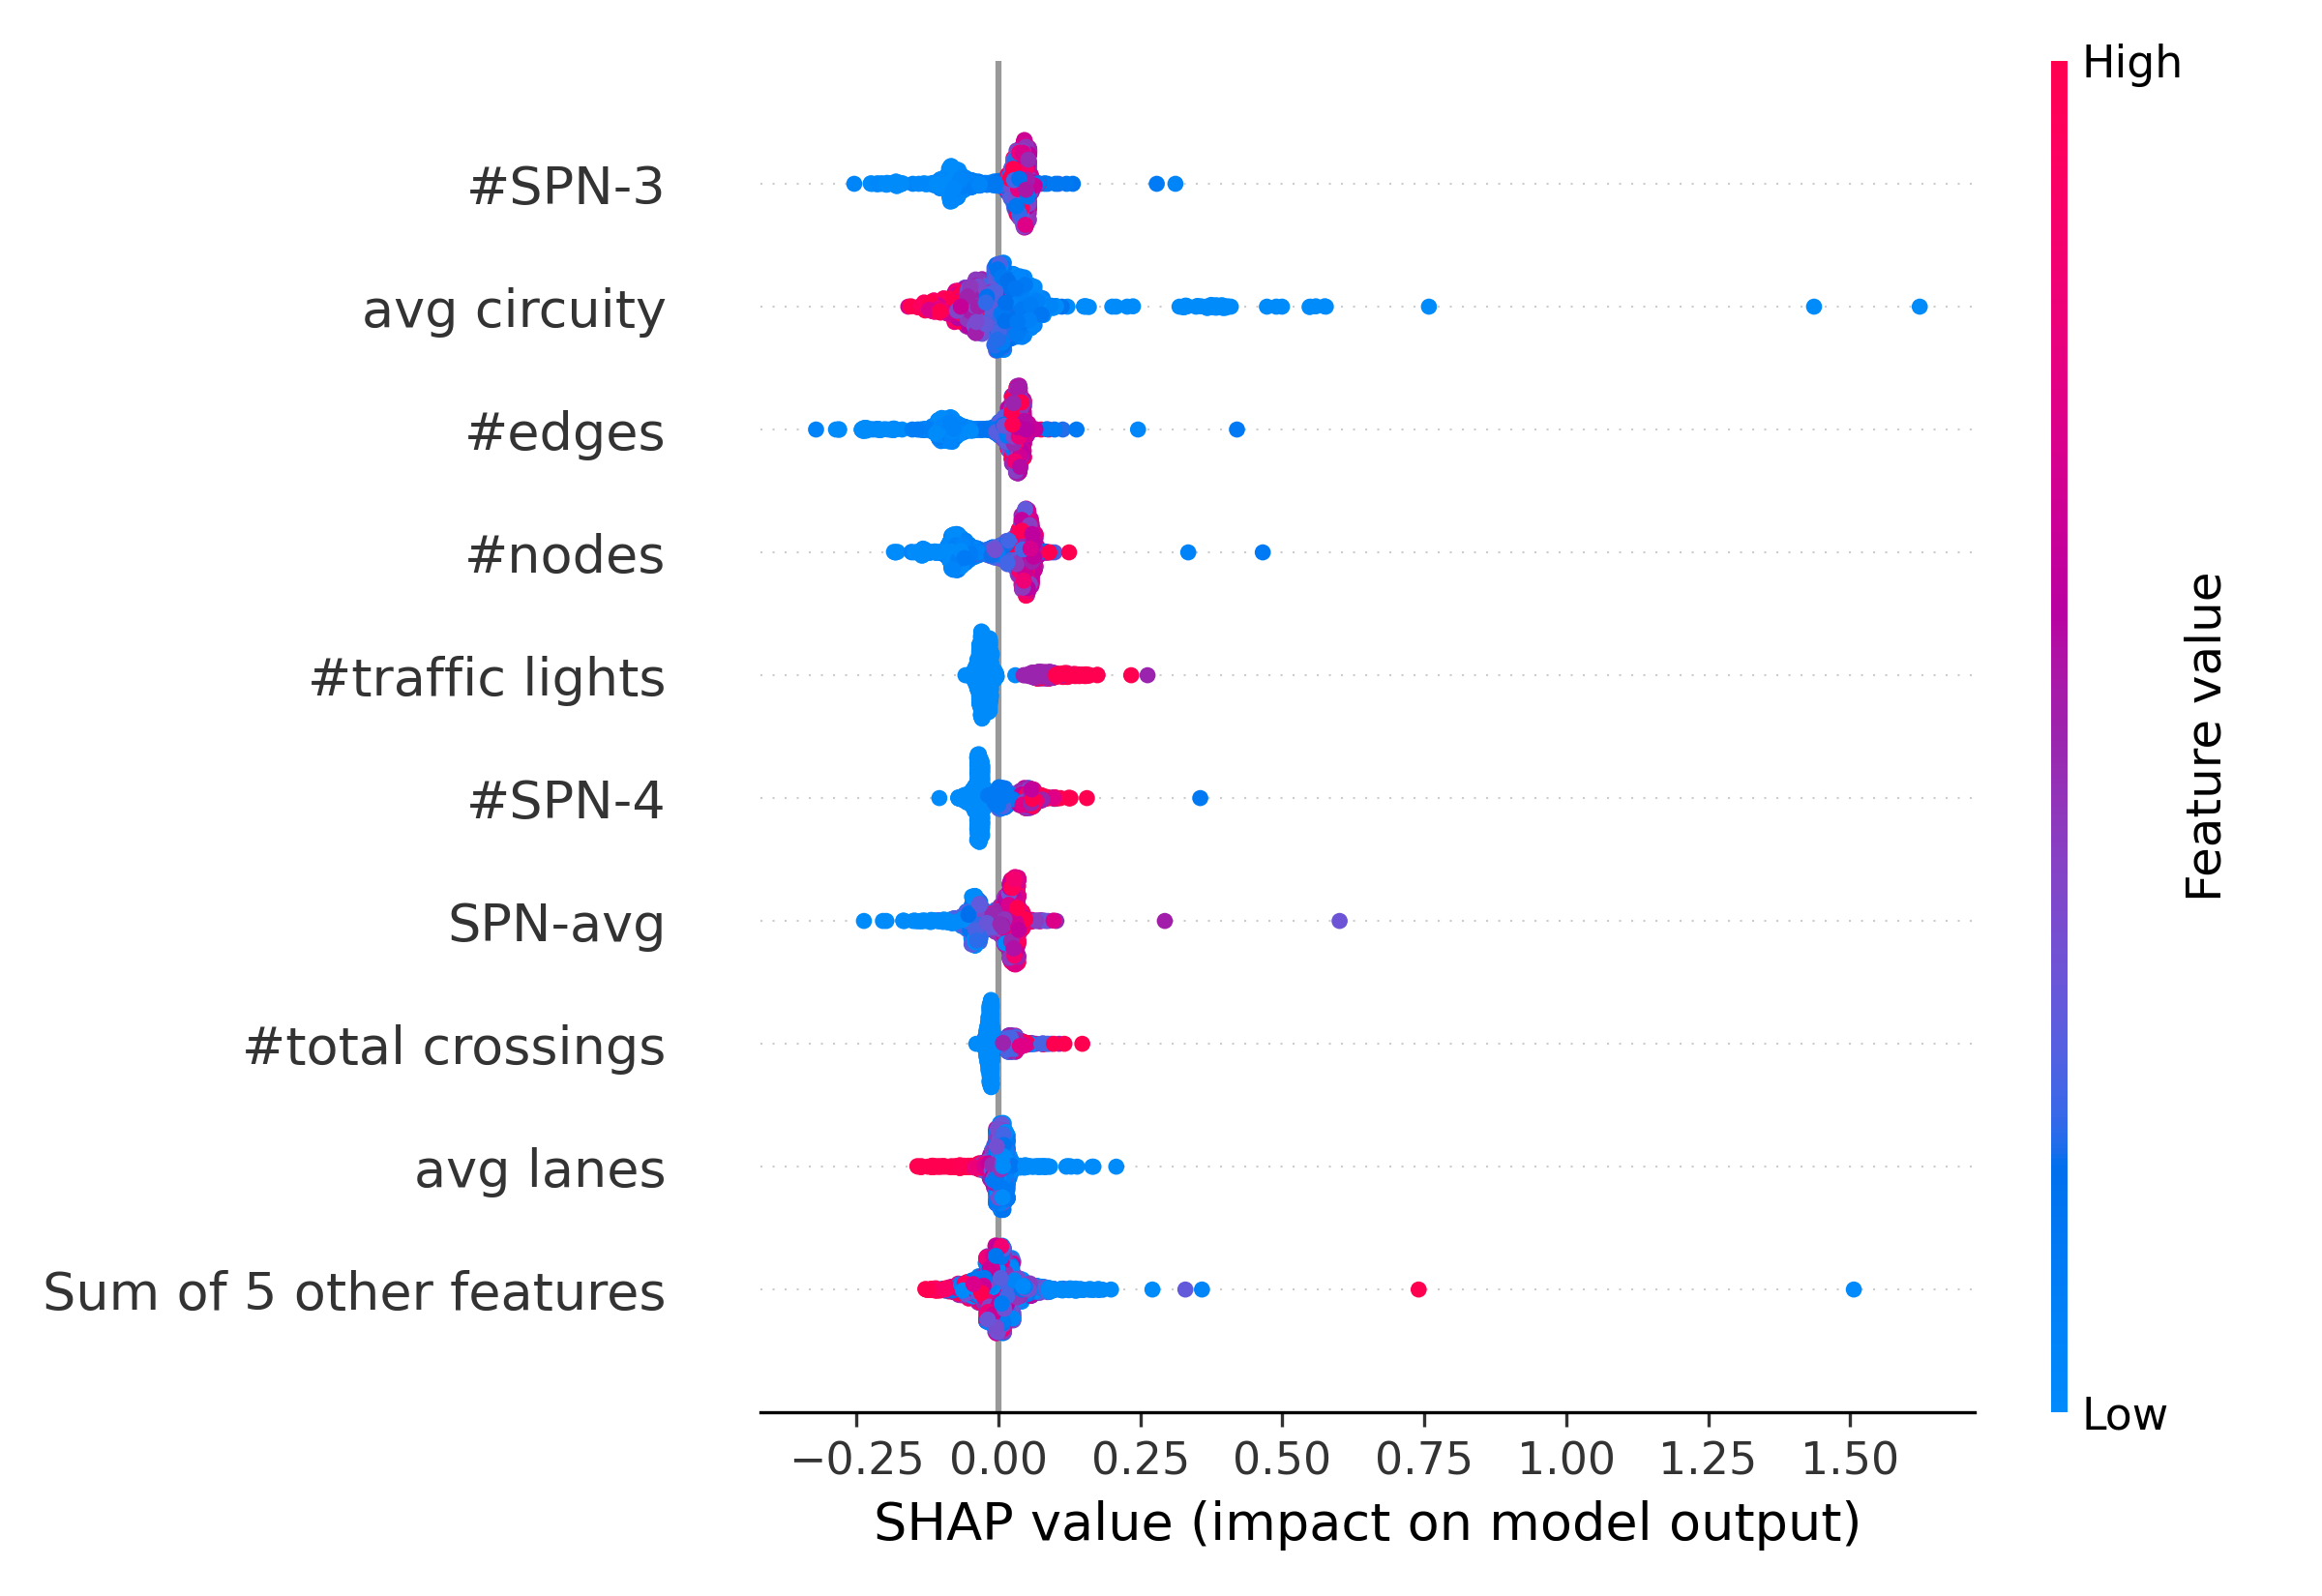 High
#SPN-3
avg circuity
#edges
#nodes
#traffic lights
#SPN-4
SPN-avg
#total crossings
avg lanes
Sum of 5 other features
Feature value
Low
−0.25 0.00 0.25 0.50 0.75 1.00 1.25 1.50
SHAP value (impact on model output)